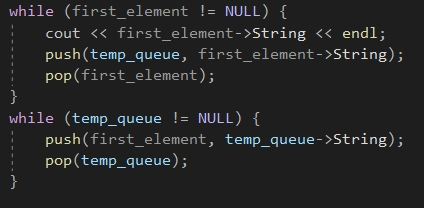 while (first_element != NULL) {
cout << first_element->String << endl;
push(temp_queue, first_element->String);
pop(first_element);
}
while (temp_queue != NULL) {
push(first_element, temp_queue->String);
pop(temp_queue);
}